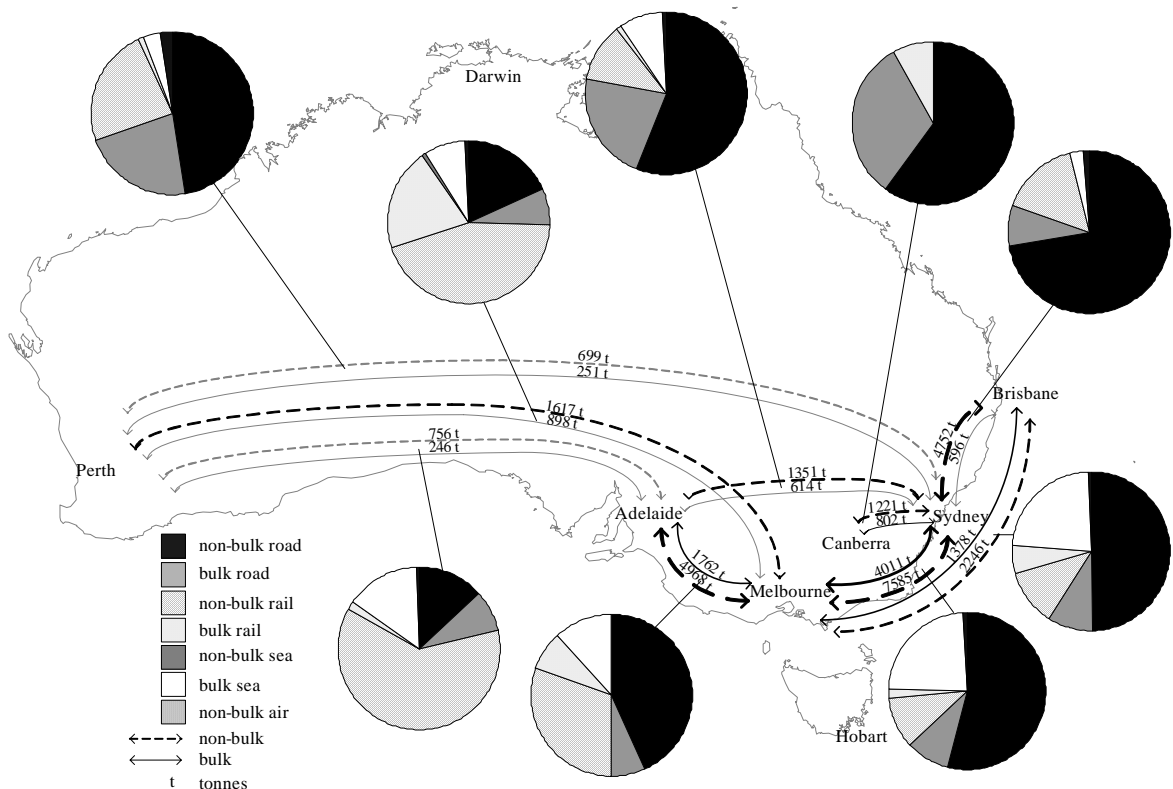 Darwin
699 t
251 t
Brisbane
1617 t
898 t
4752 t
596 t
756 t
246 t
Perth
1351 t
614 t
Adelaide
1221 t
802 t
Sydney
Canberra
1378 t
2246 t
1762 t
4968 t
4011 t
7585 t
Melbourne
Hobart
non-bulk road
bulk road
non-bulk rail
bulk rail
non-bulk sea
bulk sea
non-bulk air
non-bulk
bulk
t tonnes